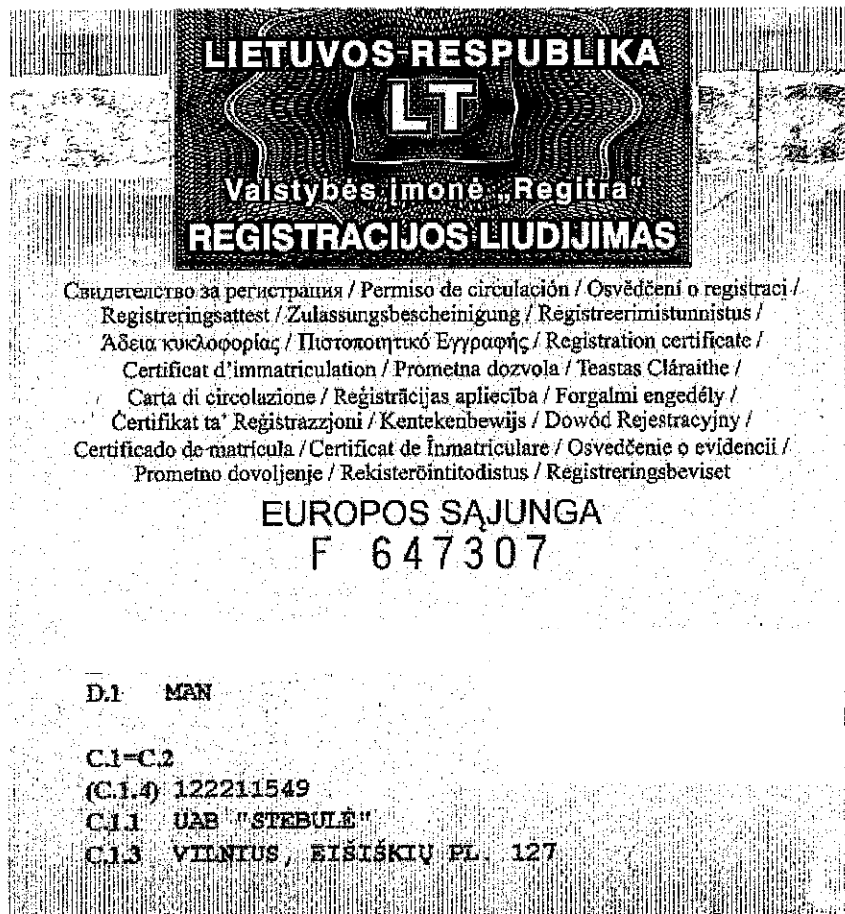 LIETUVOS RESPUBLIKA
LT
Valstybės įmonė „Regitra“
REGISTRACIJOS LIUDIJIMAS
Свидетелство за регистрация / Permiso de circulación / Osvědčení o registraci /
Registreringsattest / Zulassungsbescheinigung / Registreerimistunnistus /
Άδεια κυκλοφορίας / Πιστοποιητικό Εγγραφής / Registration certificate /
Certificat d'immatriculation / Prometna dozvola / Teastas Cláraithe /
Carta di circolazione / Reģistrācijas apliecība / Forgalmi engedély /
Ċertifikat ta' Reġistrazzjoni / Kentekenbewijs / Dowód Rejestracyjny /
Certificado de matrícula / Certificat de Înmatriculare / Osvedčenie o evidencii /
Prometno dovoljenje / Rekisteröintitodistus / Registreringsbeviset
EUROPOS SĄJUNGA
F 647307
D.1 MAN
C.1=C.2
(C.1.4) 122211549
C.1.1 UAB "STEBULĖ"
C.1.3 VILNIUS, EIŠIŠKIŲ PL. 127